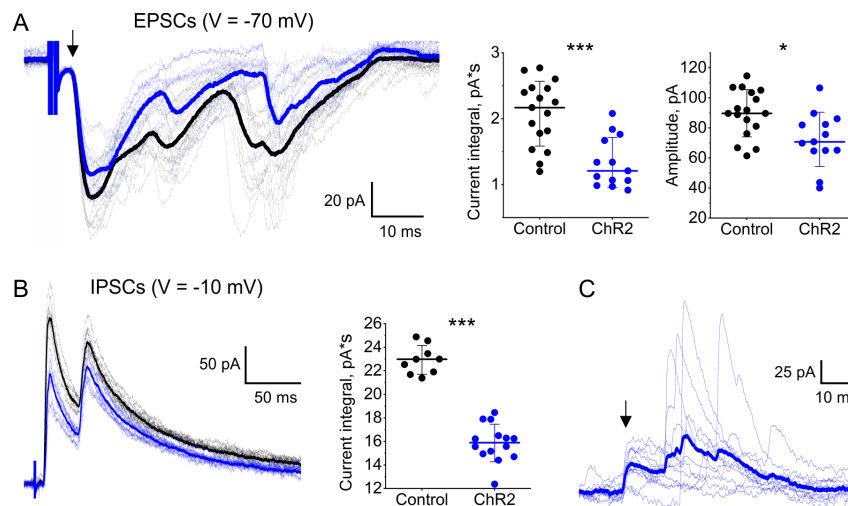 A
EPSCs (V = -70 mV)
20 pA
10 ms
Current integral, pA*s
3
2
1
***
Control
ChR2
Amplitude, pA
120
100
80
60
40
20
*
Control
ChR2
B
IPSCs (V = -10 mV)
50 pA
50 ms
Current integral, pA*s
26
24
22
20
18
16
14
12
***
Control
ChR2
C
25 pA
10 m